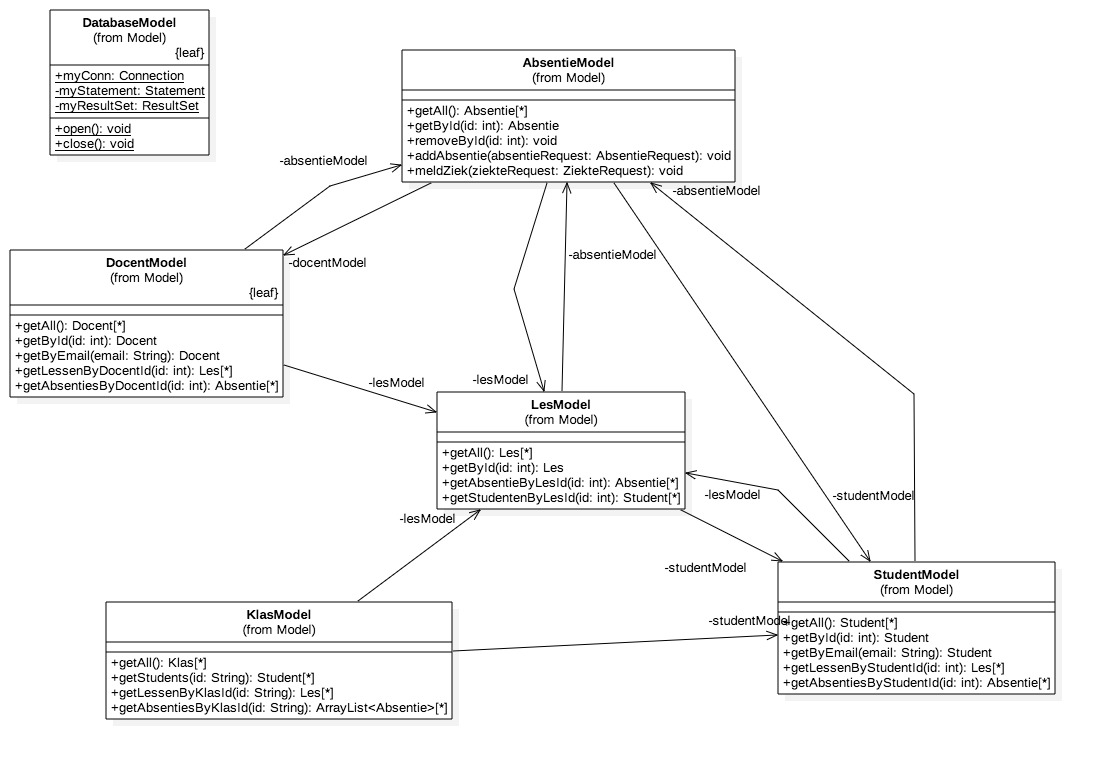 DatabaseModel
(from Model)
{leaf}
+myConn: Connection
-myStatement: Statement
-myResultSet: ResultSet
+open(): void
+close(): void
AbsentieModel
(from Model)
+getAll(): Absentie[*]
+getById(id: int): Absentie
+removeById(id: int): void
+addAbsentie(absentieRequest: AbsentieRequest): void
+meldZiek(ziekteRequest: ZiekteRequest): void
-absentieModel
-absentieModel
-absentieModel
-docentModel
DocentModel
(from Model)
{leaf}
+getAll(): Docent[*]
+getById(id: int): Docent
+getByEmail(email: String): Docent
+getLessenByDocentId(id: int): Les[*]
+getAbsentiesByDocentId(id: int): Absentie[*]
-lesModel
-lesModel
LesModel
(from Model)
+getAll(): Les[*]
+getById(id: int): Les
+getAbsentieByLesId(id: int): Absentie[*]
+getStudentenByLesId(id: int): Student[*]
-lesModel
-studentModel
-lesModel
-studentModel
StudentModel
(from Model)
+getAll(): Student[*]
+getById(id: int): Student
+getByEmail(email: String): Student
+getLessenByStudentId(id: int): Les[*]
+getAbsentiesByStudentId(id: int): Absentie[*]
-studentModel
KlasModel
(from Model)
+getAll(): Klas[*]
+getStudents(id: String): Student[*]
+getLessenByKlasId(id: String): Les[*]
+getAbsentiesByKlasId(id: String): ArrayList<Absentie>[*]